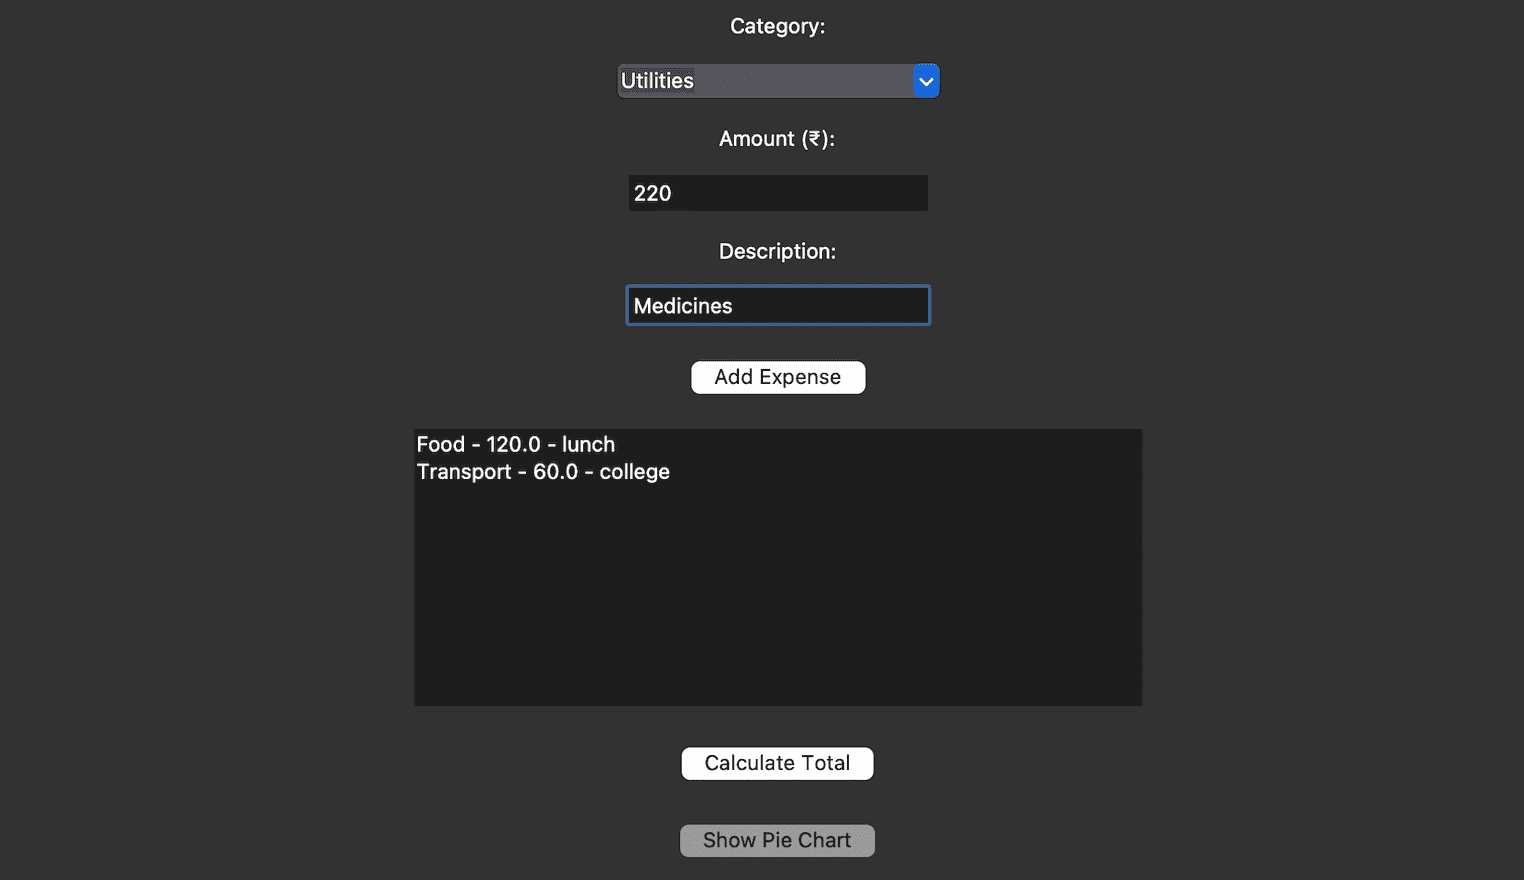 Category:
Utilities
Amount (₹):
220
Description:
Medicines
Add Expense
Food - 120.0 - lunch
Transport - 60.0 - college
Calculate Total
Show Pie Chart